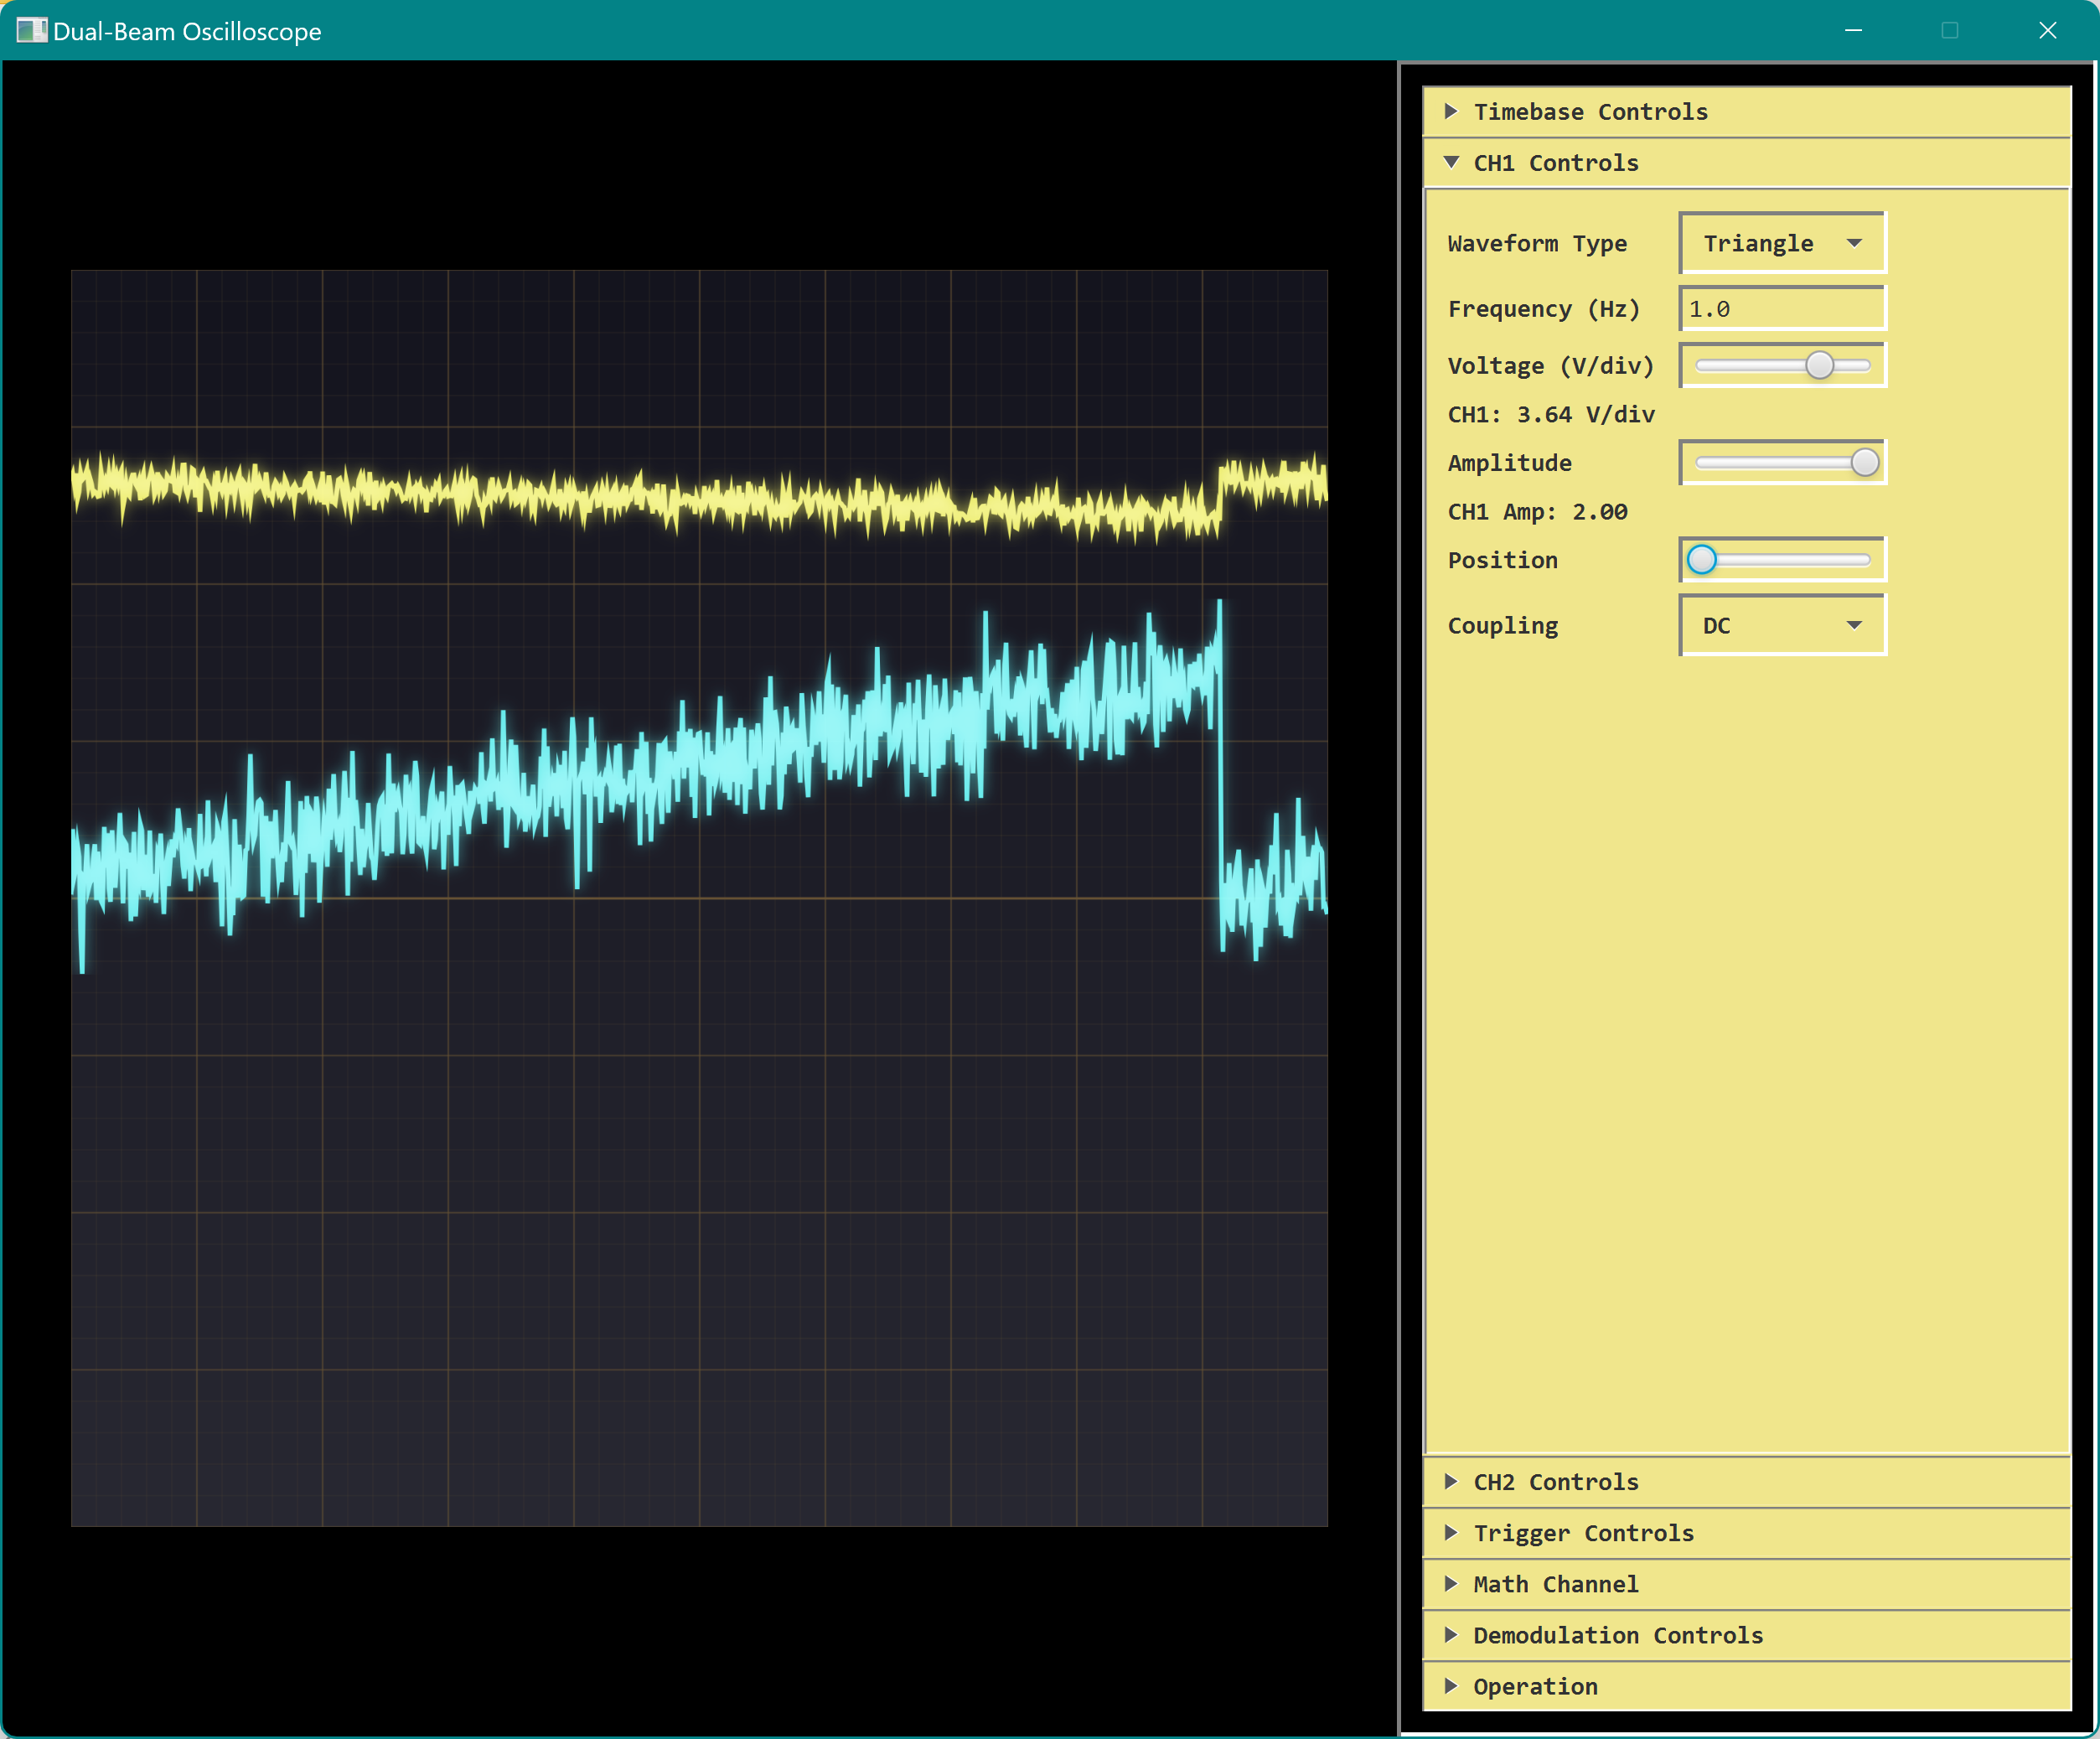 Dual-Beam Oscilloscope
Timebase Controls
CH1 Controls
Waveform Type Triangle
Frequency (Hz) 1.0
Voltage (V/div)
CH1: 3.64 V/div
Amplitude
CH1 Amp: 2.00
Position
Coupling DC
CH2 Controls
Trigger Controls
Math Channel
Demodulation Controls
Operation